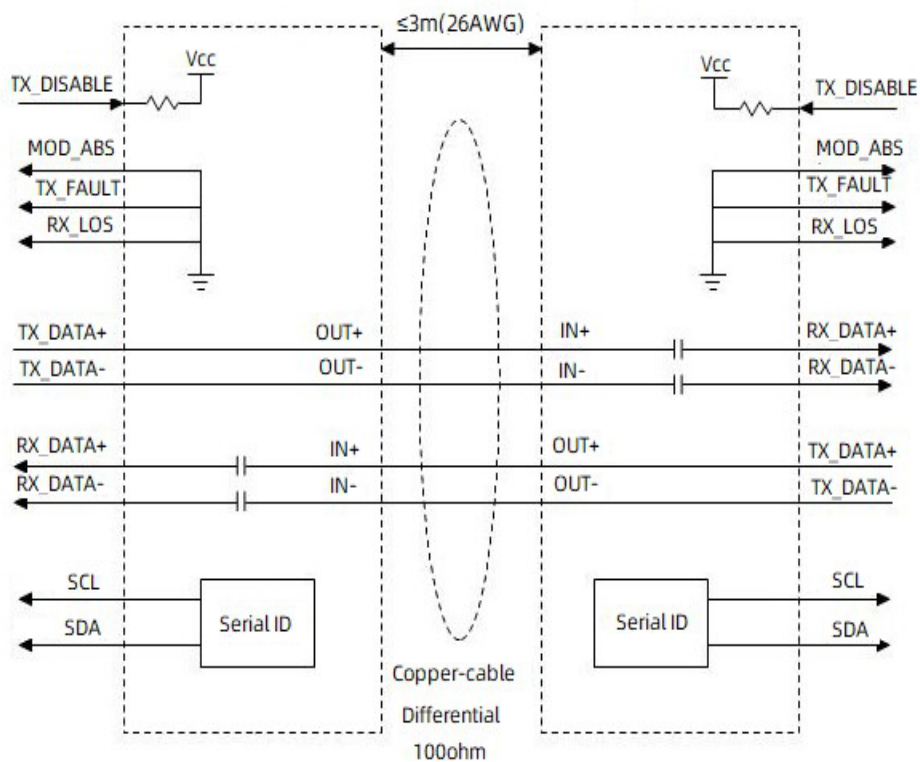 ≤3m(26AWG)
Vcc
Vcc
TX_DISABLE
TX_DISABLE
MOD_ABS
MOD_ABS
TX_FAULT
TX_FAULT
RX_LOS
RX_LOS
TX_DATA+
OUT+
IN+
RX_DATA+
TX_DATA-
OUT-
IN-
RX_DATA-
RX_DATA+
IN+
OUT+
TX_DATA+
RX_DATA-
IN-
OUT-
TX_DATA-
SCL
SCL
Serial ID
Serial ID
SDA
SDA
Copper-cable
Differential
100ohm